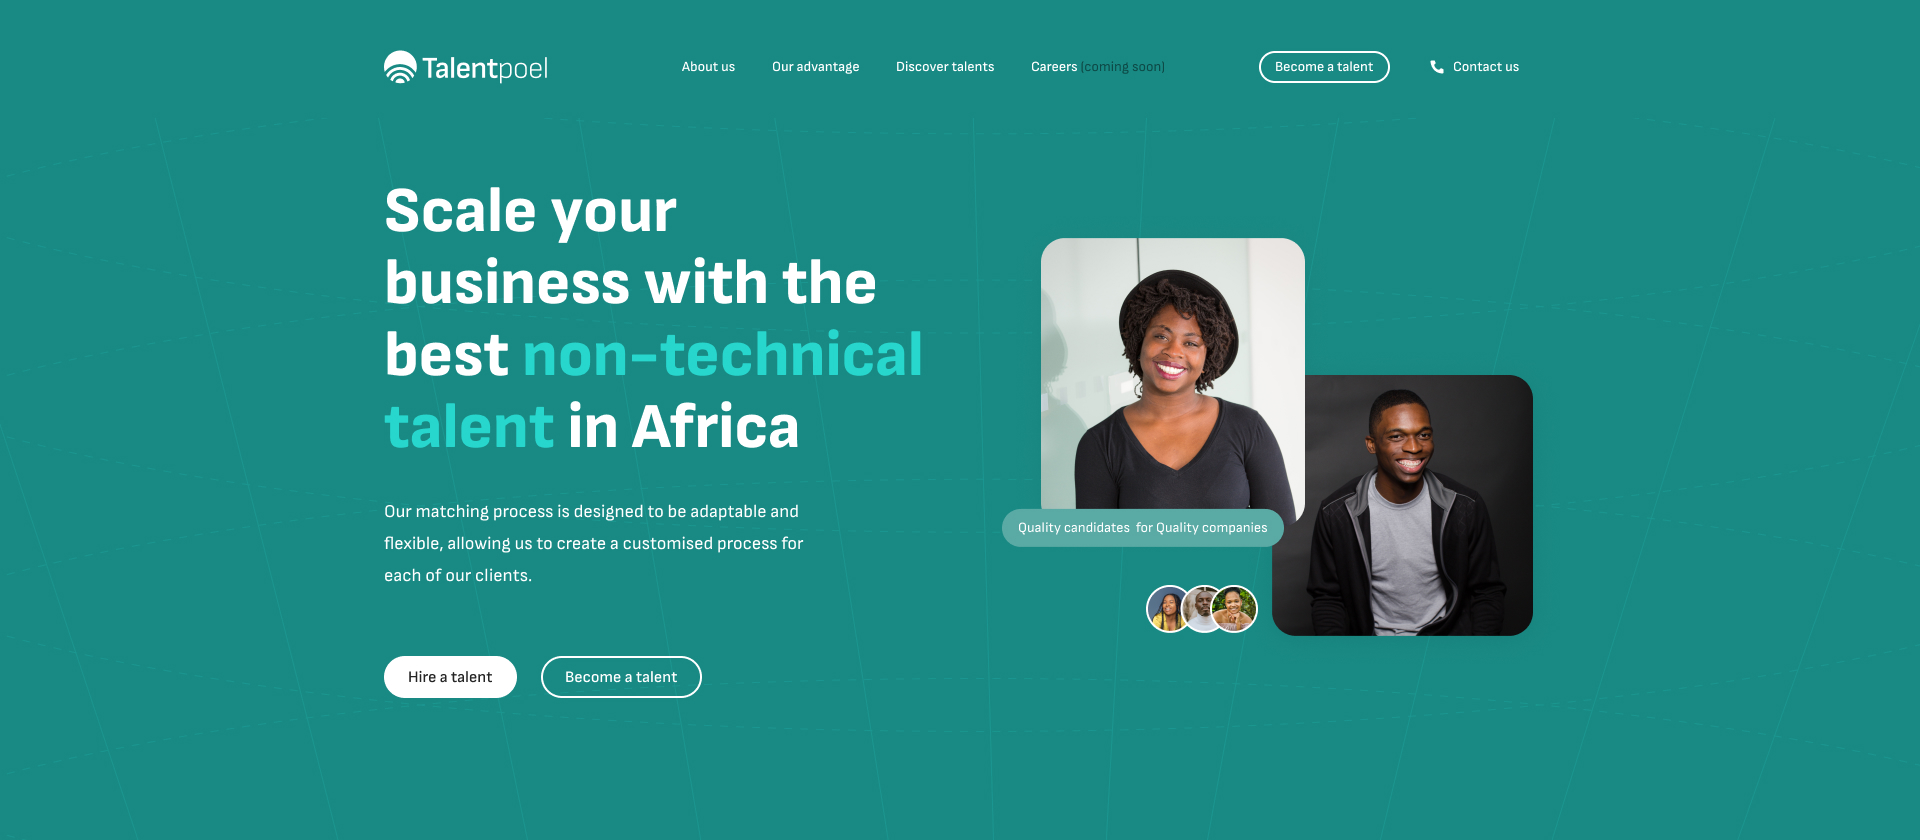 Talentpoel
About us
Our advantage
Discover talents
Careers (coming soon)
Become a talent
Contact us
Scale your
business with the
best non-technical
talent in Africa
Our matching process is designed to be adaptable and
flexible, allowing us to create a customised process for
each of our clients.
Hire a talent
Become a talent
Quality candidates for Quality companies